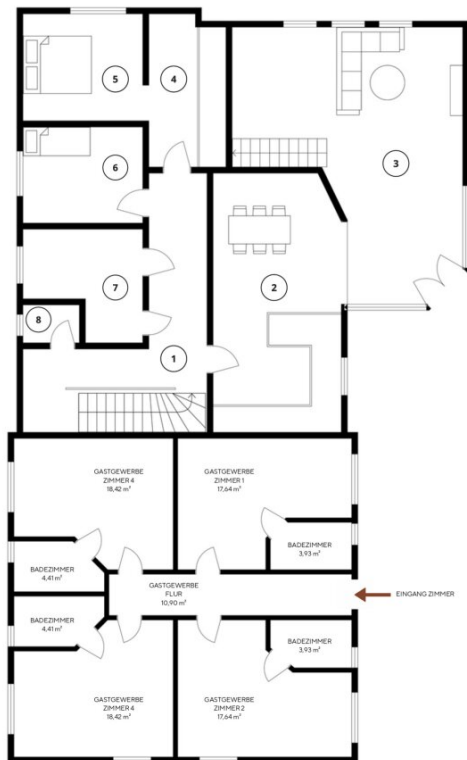 5
4
6
3
7
2
8
1
GASTGEWERBE
ZIMMER 4
18,42 m²
GASTGEWERBE
ZIMMER 1
17,64 m²
BADEZIMMER
3,93 m²
BADEZIMMER
4,41 m²
GASTGEWERBE
FLUR
10,90 m²
EINGANG ZIMMER
BADEZIMMER
4,41 m²
BADEZIMMER
3,93 m²
GASTGEWERBE
ZIMMER 4
18,42 m²
GASTGEWERBE
ZIMMER 2
17,64 m²